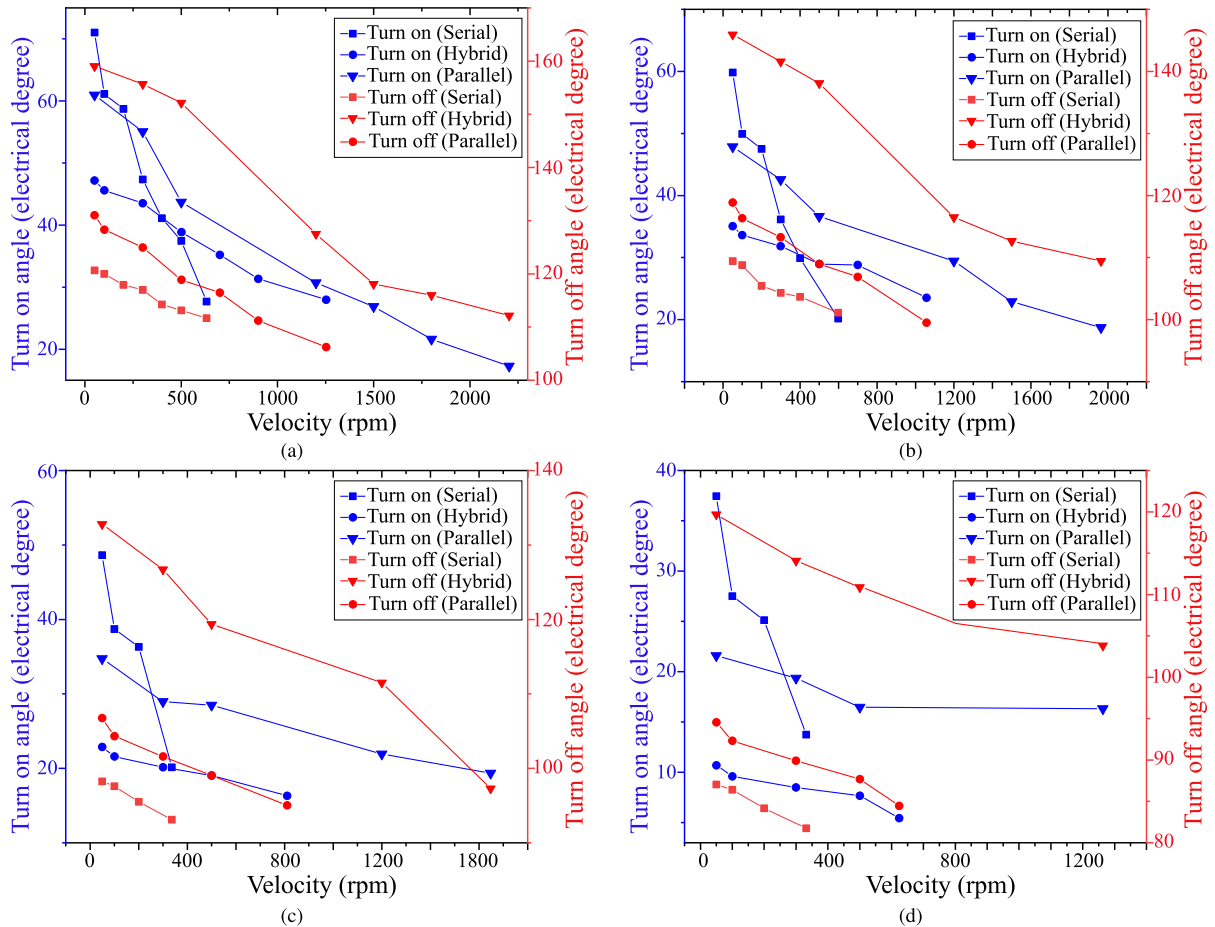 Turn on angle (electrical degree)
60
40
20
Turn on (Serial)
Turn on (Hybrid)
Turn on (Parallel)
Turn off (Serial)
Turn off (Hybrid)
Turn off (Parallel)
160
140
120
100
Turn off angle (electrical degree)
0 500 1000 1500 2000
Velocity (rpm)
(a)
Turn on angle (electrical degree)
60
40
20
Turn on (Serial)
Turn on (Hybrid)
Turn on (Parallel)
Turn off (Serial)
Turn off (Hybrid)
Turn off (Parallel)
140
120
100
Turn off angle (electrical degree)
0 400 800 1200 1600 2000
Velocity (rpm)
(b)
Turn on angle (electrical degree)
60
40
20
Turn on (Serial)
Turn on (Hybrid)
Turn on (Parallel)
Turn off (Serial)
Turn off (Hybrid)
Turn off (Parallel)
140
120
100
Turn off angle (electrical degree)
0 400 800 1200 1800
Velocity (rpm)
(c)
Turn on angle (electrical degree)
40
30
20
10
Turn on (Serial)
Turn on (Hybrid)
Turn on (Parallel)
Turn off (Serial)
Turn off (Hybrid)
Turn off (Parallel)
120
110
100
90
80
Turn off angle (electrical degree)
0 400 800 1200
Velocity (rpm)
(d)